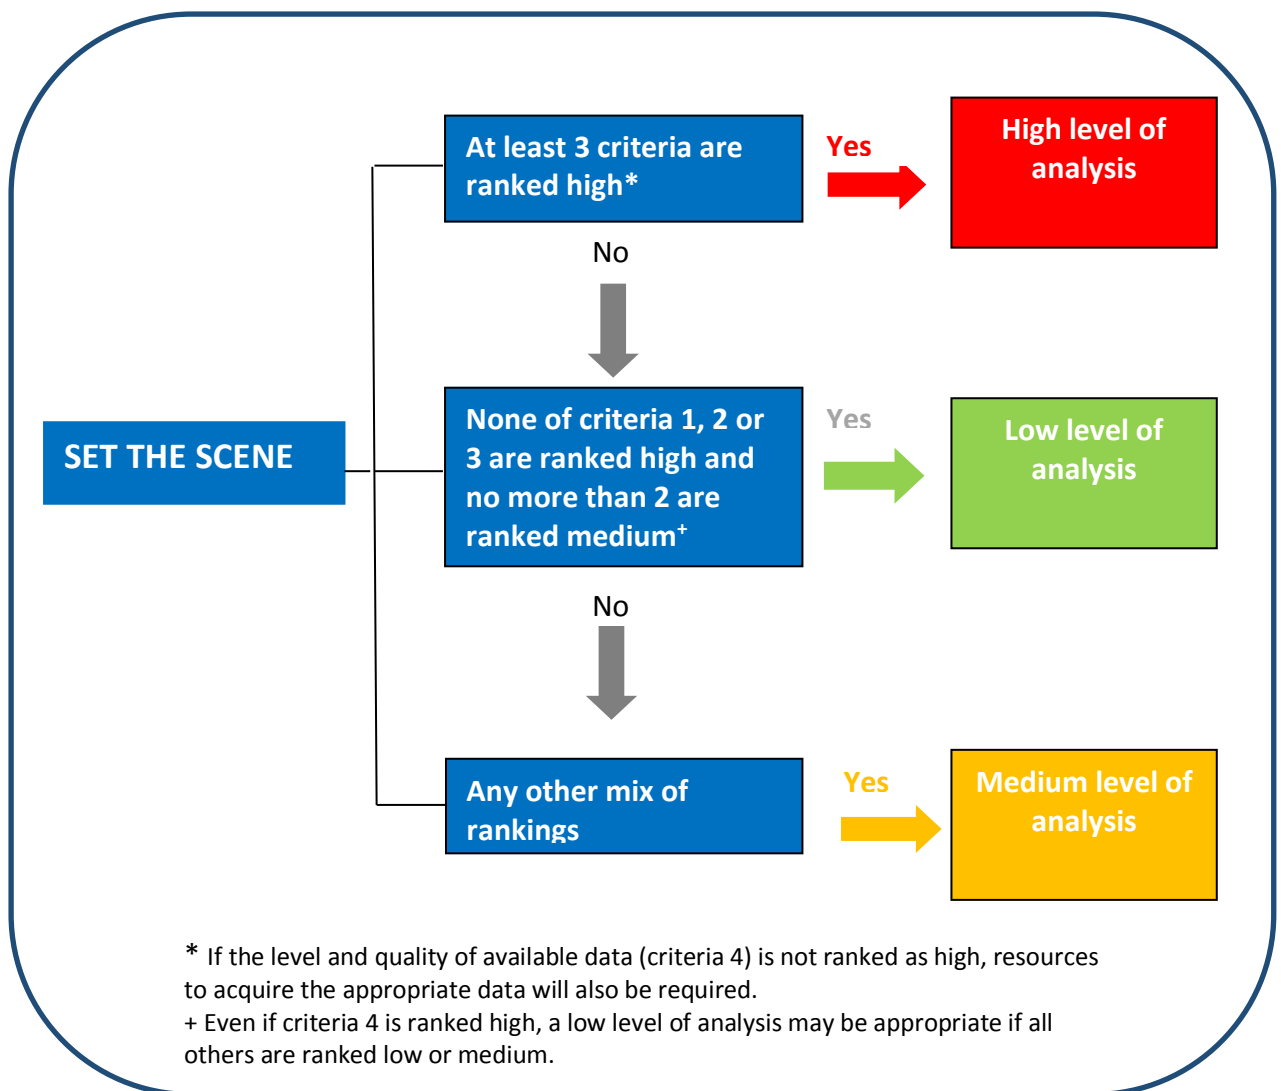 At least 3 criteria are
ranked high*
Yes
High level of
analysis
No
SET THE SCENE
None of criteria 1, 2 or
3 are ranked high and
no more than 2 are
ranked medium+
Yes
Low level of
analysis
No
Any other mix of
rankings
Yes
Medium level of
analysis
* If the level and quality of available data (criteria 4) is not ranked as high, resources
to acquire the appropriate data will also be required.
+ Even if criteria 4 is ranked high, a low level of analysis may be appropriate if all
others are ranked low or medium.